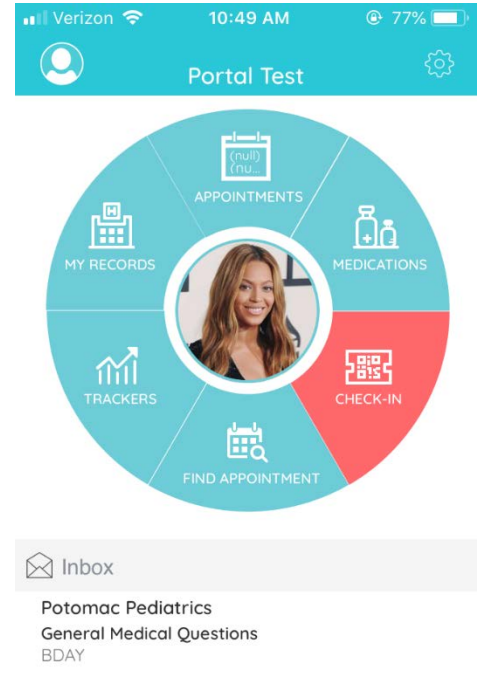 Verizon 10:49 AM 77%
Portal Test
(null)
(nu...
APPOINTMENTS
MY RECORDS
MEDICATIONS
TRACKERS
CHECK-IN
FIND APPOINTMENT
Inbox
Potomac Pediatrics
General Medical Questions
BDAY